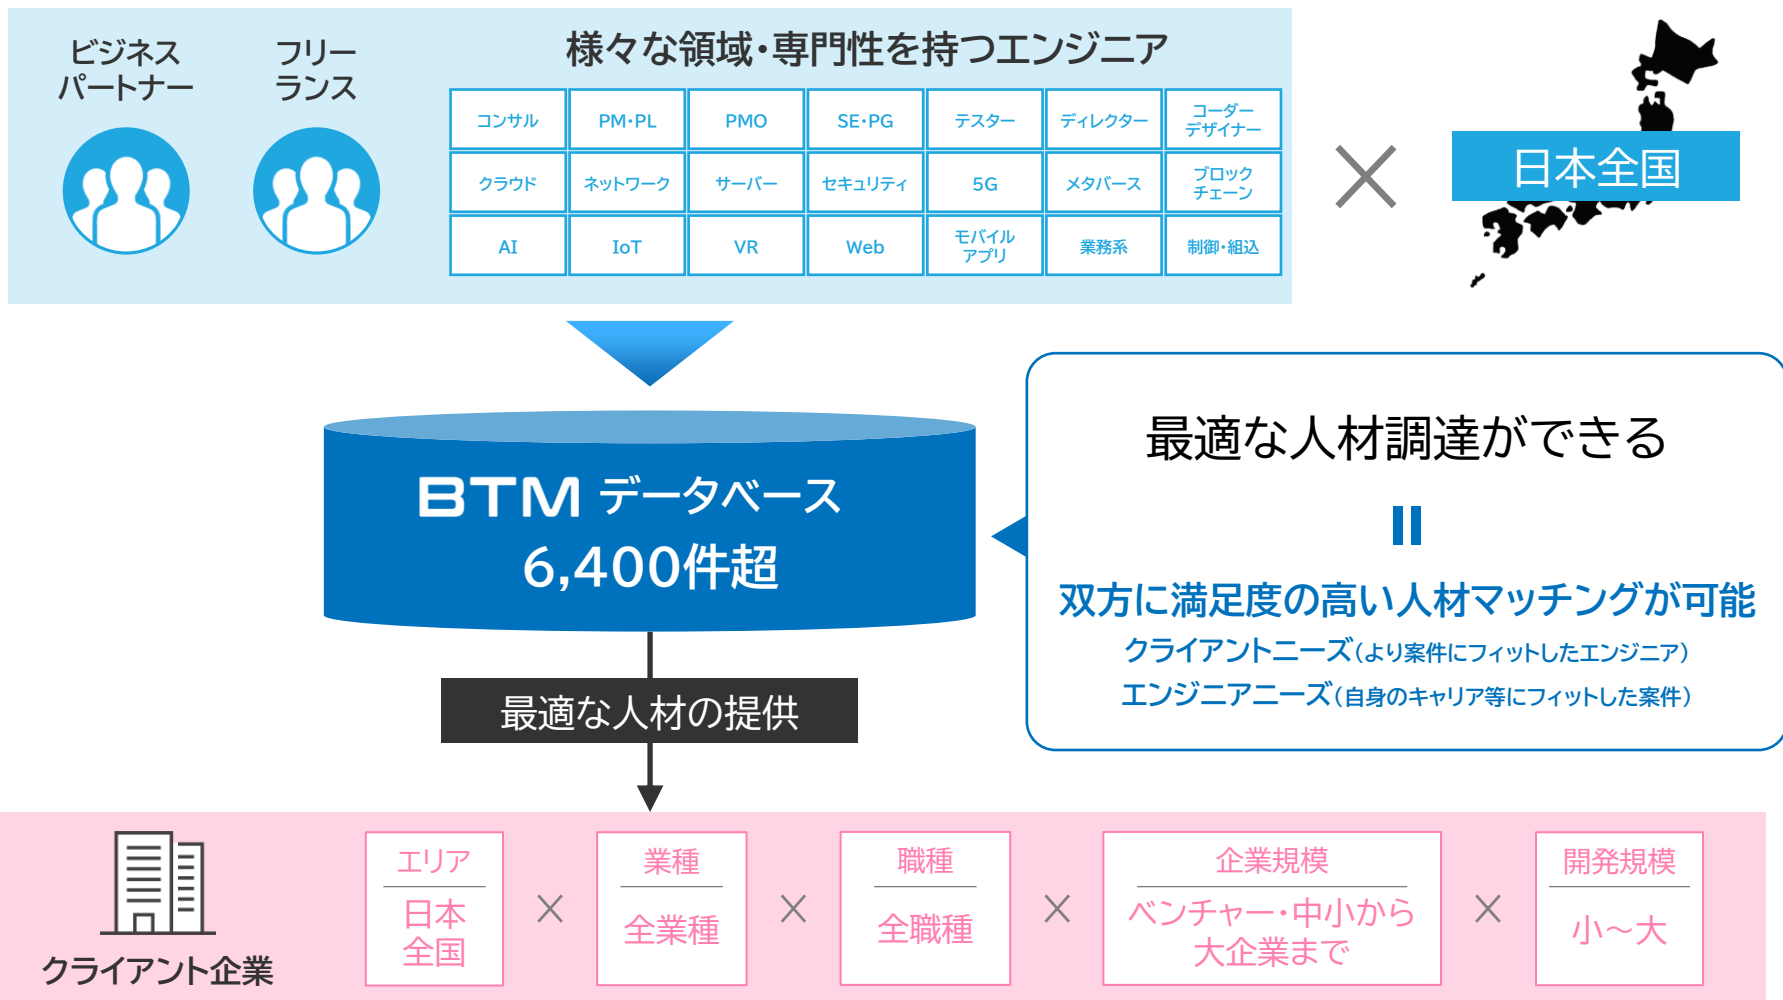 ビジネス
パートナー
フリー
ランス
様々な領域・専門性を持つエンジニア
コンサル
PM・PL
PMO
SE・PG
テスター
ディレクター
コーダー
デザイナー
クラウド
ネットワーク
サーバー
セキュリティ
5G
メタバース
ブロック
チェーン
AI
IoT
VR
Web
モバイル
アプリ
業務系
制御・組込
日本全国
BTM データベース
6,400件超
最適な人材調達ができる
双方に満足度の高い人材マッチングが可能
クライアントニーズ（より案件にフィットしたエンジニア）
エンジニアニーズ（自身のキャリア等にフィットした案件）
最適な人材の提供
クライアント企業
エリア
日本
全国
×
業種
全業種
×
職種
全職種
×
企業規模
ベンチャー・中小から
大企業まで
×
開発規模
小～大